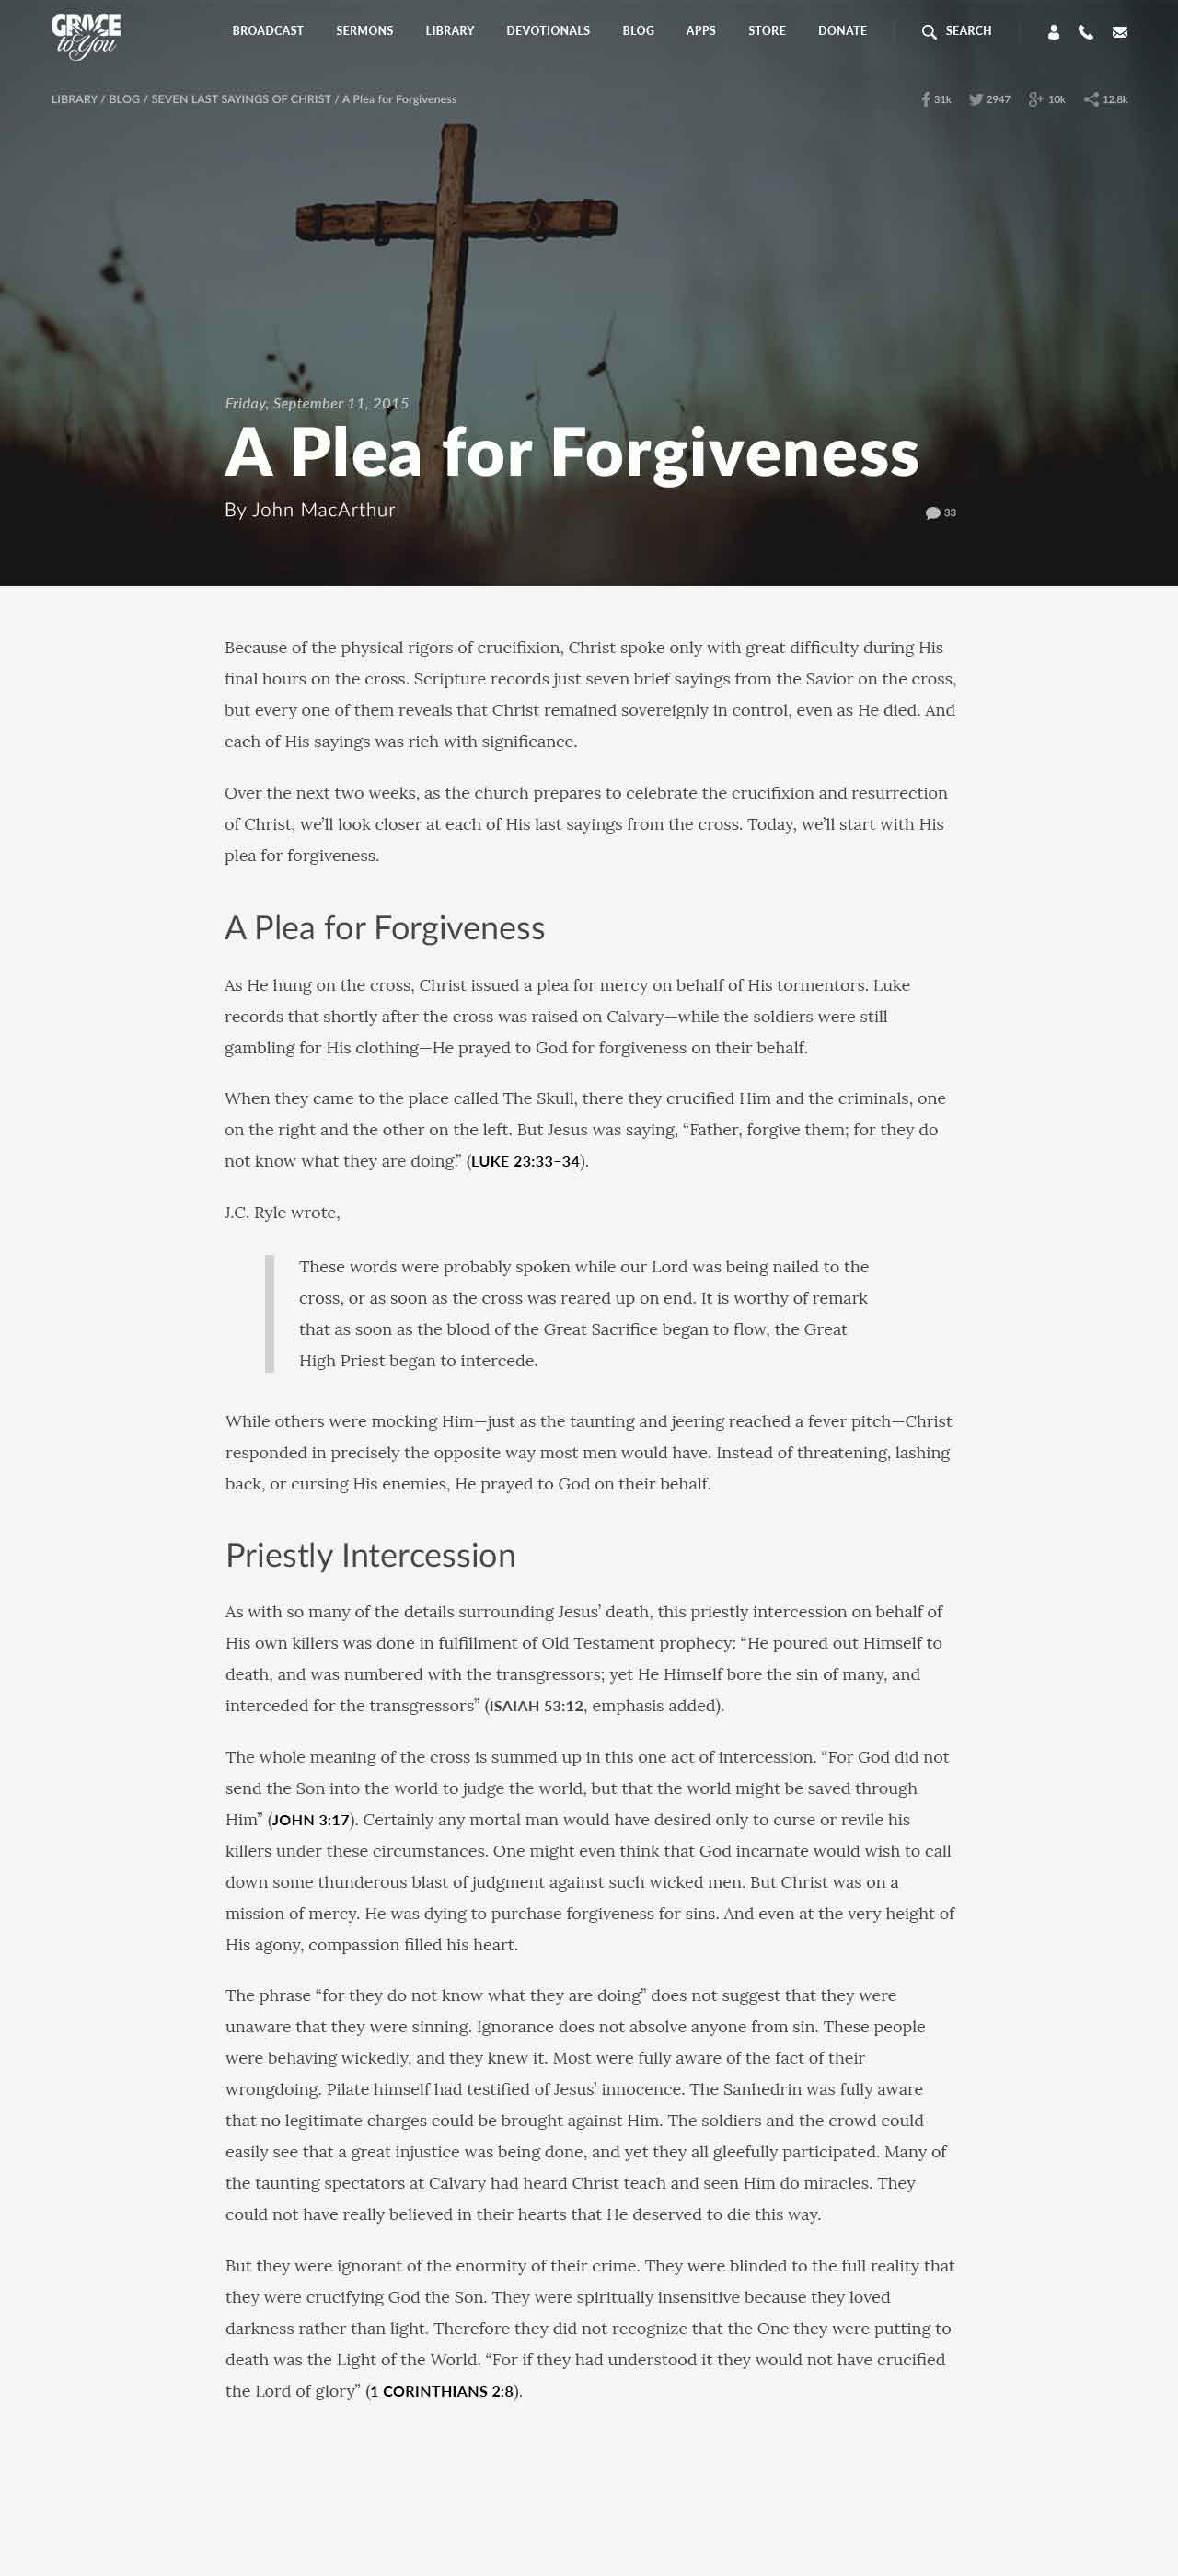 GRACE
to You
BROADCAST SERMONS LIBRARY DEVOTIONALS BLOG APPS STORE DONATE SEARCH
LIBRARY / BLOG / SEVEN LAST SAYINGS OF CHRIST / A Plea for Forgiveness
31k 2947 10k 12.8k
Friday, September 11, 2015
A Plea for Forgiveness
By John MacArthur
33
Because of the physical rigors of crucifixion, Christ spoke only with great difficulty during His
final hours on the cross. Scripture records just seven brief sayings from the Savior on the cross,
but every one of them reveals that Christ remained sovereignly in control, even as He died. And
each of His sayings was rich with significance.
Over the next two weeks, as the church prepares to celebrate the crucifixion and resurrection
of Christ, we’ll look closer at each of His last sayings from the cross. Today, we’ll start with His
plea for forgiveness.
A Plea for Forgiveness
As He hung on the cross, Christ issued a plea for mercy on behalf of His tormentors. Luke
records that shortly after the cross was raised on Calvary—while the soldiers were still
gambling for His clothing—He prayed to God for forgiveness on their behalf.
When they came to the place called The Skull, there they crucified Him and the criminals, one
on the right and the other on the left. But Jesus was saying, “Father, forgive them; for they do
not know what they are doing.” (LUKE 23:33–34).
J.C. Ryle wrote,
These words were probably spoken while our Lord was being nailed to the
cross, or as soon as the cross was reared up on end. It is worthy of remark
that as soon as the blood of the Great Sacrifice began to flow, the Great
High Priest began to intercede.
While others were mocking Him—just as the taunting and jeering reached a fever pitch—Christ
responded in precisely the opposite way most men would have. Instead of threatening, lashing
back, or cursing His enemies, He prayed to God on their behalf.
Priestly Intercession
As with so many of the details surrounding Jesus’ death, this priestly intercession on behalf of
His own killers was done in fulfillment of Old Testament prophecy: “He poured out Himself to
death, and was numbered with the transgressors; yet He Himself bore the sin of many, and
interceded for the transgressors” (ISAIAH 53:12, emphasis added).
The whole meaning of the cross is summed up in this one act of intercession. “For God did not
send the Son into the world to judge the world, but that the world might be saved through
Him” (JOHN 3:17). Certainly any mortal man would have desired only to curse or revile his
killers under these circumstances. One might even think that God incarnate would wish to call
down some thunderous blast of judgment against such wicked men. But Christ was on a
mission of mercy. He was dying to purchase forgiveness for sins. And even at the very height of
His agony, compassion filled his heart.
The phrase “for they do not know what they are doing” does not suggest that they were
unaware that they were sinning. Ignorance does not absolve anyone from sin. These people
were behaving wickedly, and they knew it. Most were fully aware of the fact of their
wrongdoing. Pilate himself had testified of Jesus’ innocence. The Sanhedrin was fully aware
that no legitimate charges could be brought against Him. The soldiers and the crowd could
easily see that a great injustice was being done, and yet they all gleefully participated. Many of
the taunting spectators at Calvary had heard Christ teach and seen Him do miracles. They
could not have really believed in their hearts that He deserved to die this way.
But they were ignorant of the enormity of their crime. They were blinded to the full reality that
they were crucifying God the Son. They were spiritually insensitive because they loved
darkness rather than light. Therefore they did not recognize that the One they were putting to
death was the Light of the World. “For if they had understood it they would not have crucified
the Lord of glory” (1 CORINTHIANS 2:8).